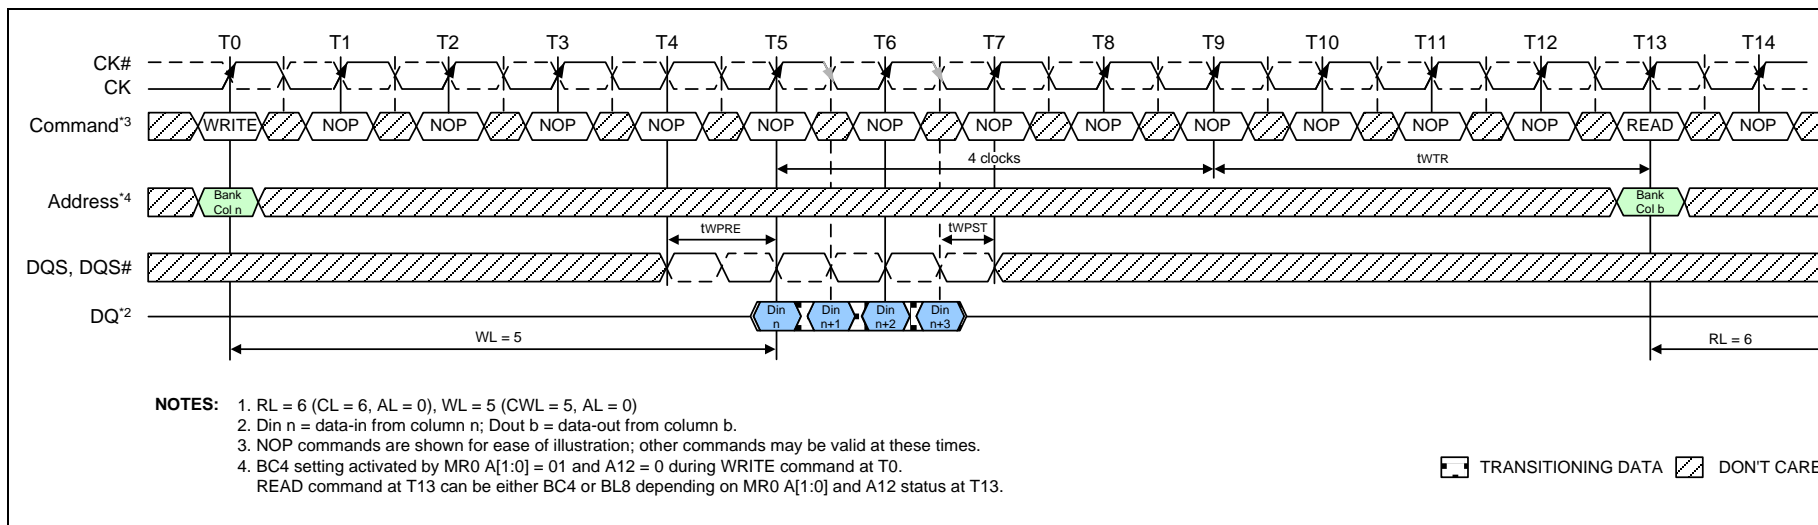 T0 T1 T2 T3 T4 T5 T6 T7 T8 T9 T10 T11 T12 T13 T14
CK#
CK
Command*3 WRITE NOP NOP NOP NOP NOP NOP NOP NOP NOP NOP NOP NOP READ NOP
4 clocks tWTR
Address*4 Bank Col n Bank Col b
tWPRE tWPST
DQS, DQS#
DQ*2 Din n Din n+1 Din n+2 Din n+3
WL = 5 RL = 6
NOTES: 1. RL = 6 (CL = 6, AL = 0), WL = 5 (CWL = 5, AL = 0)
2. Din n = data-in from column n; Dout b = data-out from column b.
3. NOP commands are shown for ease of illustration; other commands may be valid at these times.
4. BC4 setting activated by MR0 A[1:0] = 01 and A12 = 0 during WRITE command at T0.
READ command at T13 can be either BC4 or BL8 depending on MR0 A[1:0] and A12 status at T13.
TRANSITIONING DATA DON'T CARE